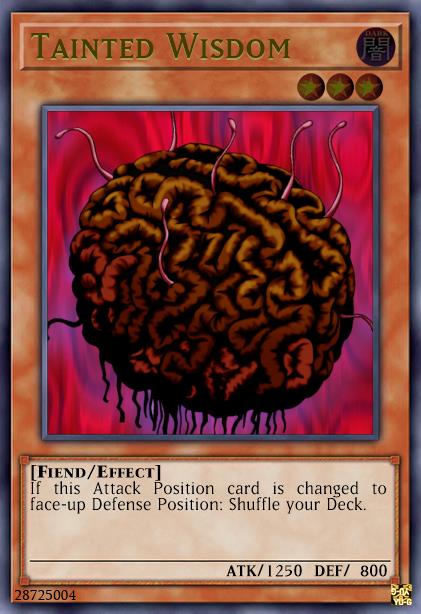 Tainted Wisdom
DARK
闇
[Fiend/Effect]
If this Attack Position card is changed to
face-up Defense Position: Shuffle your Deck.
ATK/1250 DEF/ 800
28725004